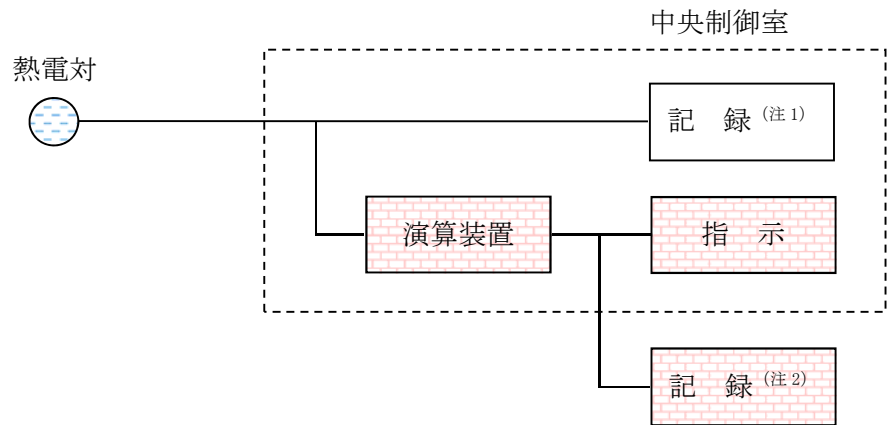 中央制御室
熱電対
記 録 (注1)
演算装置
指 示
記 録 (注2)